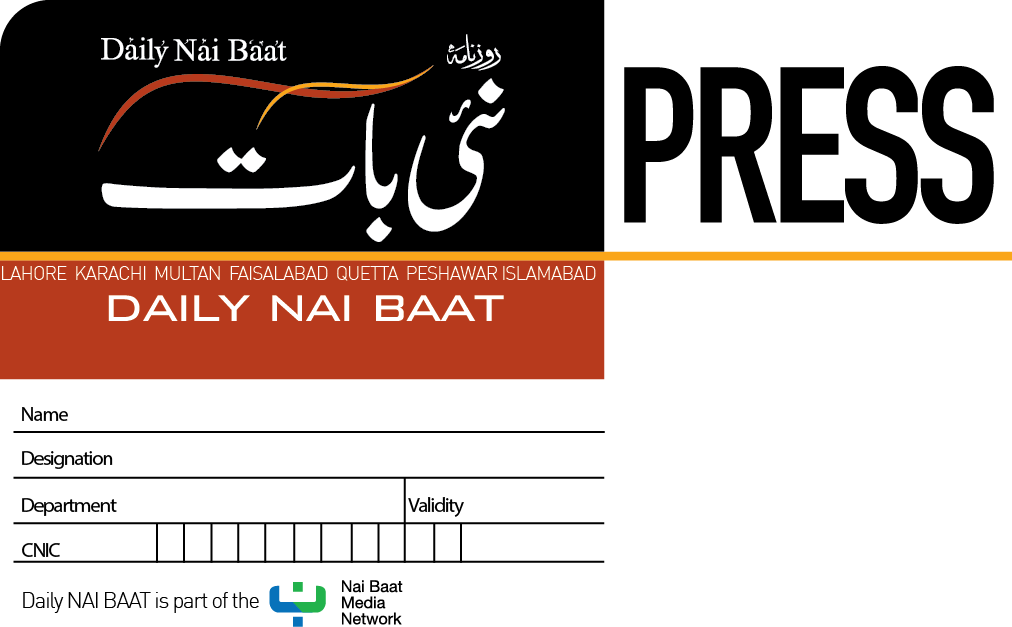 Daily Nai Baat
روزنامہ
نئی بات
PRESS
LAHORE KARACHI MULTAN FAISALABAD QUETTA PESHAWAR ISLAMABAD
DAILY NAI BAAT
Name
Designation
Department Validity
CNIC
Daily NAI BAAT is part of the
Nai Baat
Media
Network